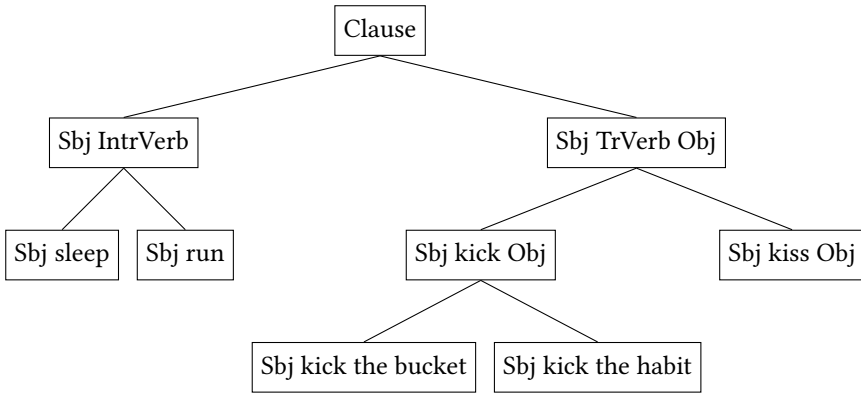 Clause
Sbj IntrVerb
Sbj TrVerb Obj
Sbj sleep
Sbj run
Sbj kick Obj
Sbj kiss Obj
Sbj kick the bucket
Sbj kick the habit